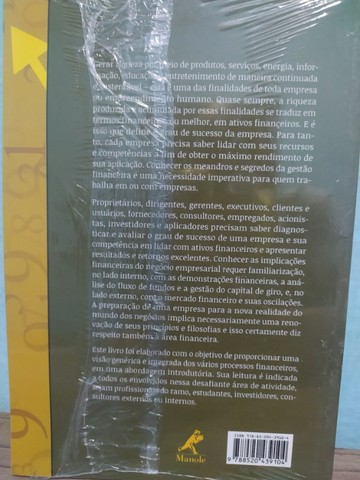 Gerar riqueza por meio de produtos, serviços, energia, infor-
mação, educação, entretenimento de maneira continuada
e sustentável – esta é uma das finalidades de toda empresa
ou empreendimento humano. Quase sempre, a riqueza
produzida e acumulada por essas finalidades se traduz em
termos financeiros, ou melhor, em ativos financeiros. E é
isso que define o grau de sucesso da empresa. Para tan-
to, cada empresa precisa saber lidar com seus recursos
e competências a fim de obter o máximo rendimento de
sua aplicação. Conhecer os meandros e segredos da gestão
financeira é uma necessidade imperativa para quem tra-
balha em ou com empresas.
Proprietários, dirigentes, gerentes, executivos, clientes e
usuários, fornecedores, consultores, empregados, acionis-
tas, investidores e aplicadores precisam saber diagnos-
ticar e avaliar o grau de sucesso de uma empresa e sua
competência em lidar com ativos financeiros e apresentar
resultados e retornos excelentes. Conhecer as implicações
financeiras do negócio empresarial requer familiarização,
no lado interno, com as demonstrações financeiras, a aná-
lise do fluxo de fundos e a gestão do capital de giro, e, no
lado externo, com o mercado financeiro e suas oscilações.
A preparação de uma empresa para a nova realidade do
mundo dos negócios implica necessariamente uma reno-
vação de seus princípios e filosofias e isso certamente diz
respeito também à área financeira.
Este livro foi elaborado com o objetivo de proporcionar uma
visão genérica e integrada dos vários processos financeiros,
em uma abordagem introdutória. Sua leitura é indicada
a todos os envolvidos nessa desafiante área de atividade,
sejam profissionais do ramo, estudantes, investidores, con-
sultores externos ou internos.
Manole
ISBN 978-85-204-3910-4
9 788520 439104